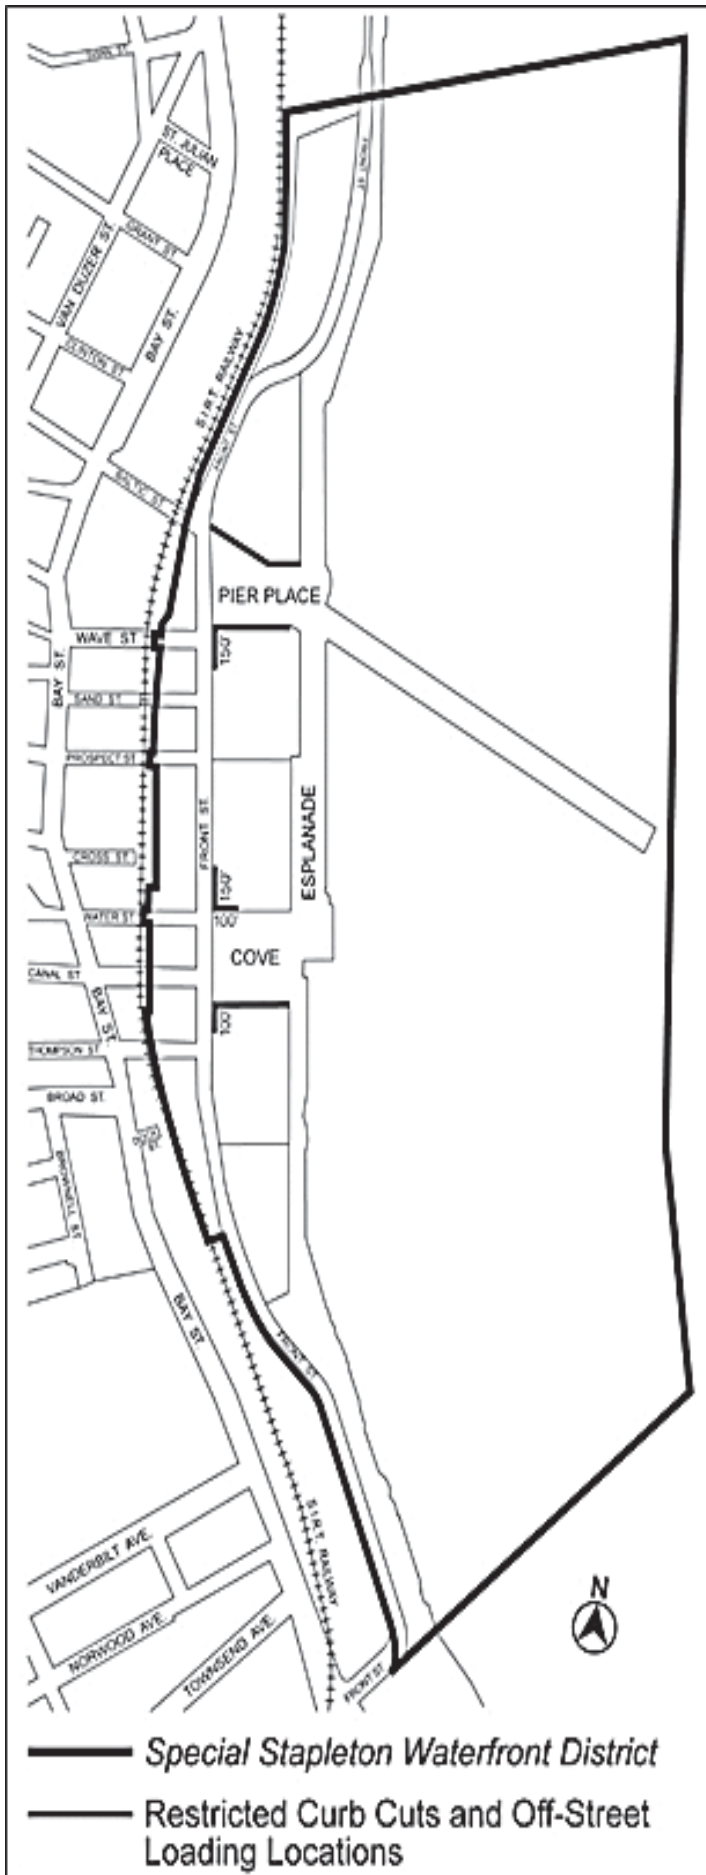 FRONT ST.
ST. JULIAN
PLACE
GRANT ST.
VAN DUZER ST.
BAY ST.
CLINTON ST.
S.I.R.T. RAILWAY
FRONT ST.
BALTIC ST.
PIER PLACE
WAVE ST.
150'
BAY ST.
SAND ST.
PROSPECT ST.
ESPLANADE
FRONT ST.
CROSS ST.
150'
WATER ST.
100'
COVE
CANAL ST.
BAY ST.
100'
THOMPSON ST.
BROAD ST.
BROWNELL ST.
BAY ST.
FRONT ST.
S.I.R.T. RAILWAY
VANDERBILT AVE.
N
NORWOOD AVE.
TOWNSEND AVE.
FRONT ST.
Special Stapleton Waterfront District
Restricted Curb Cuts and Off-Street
Loading Locations